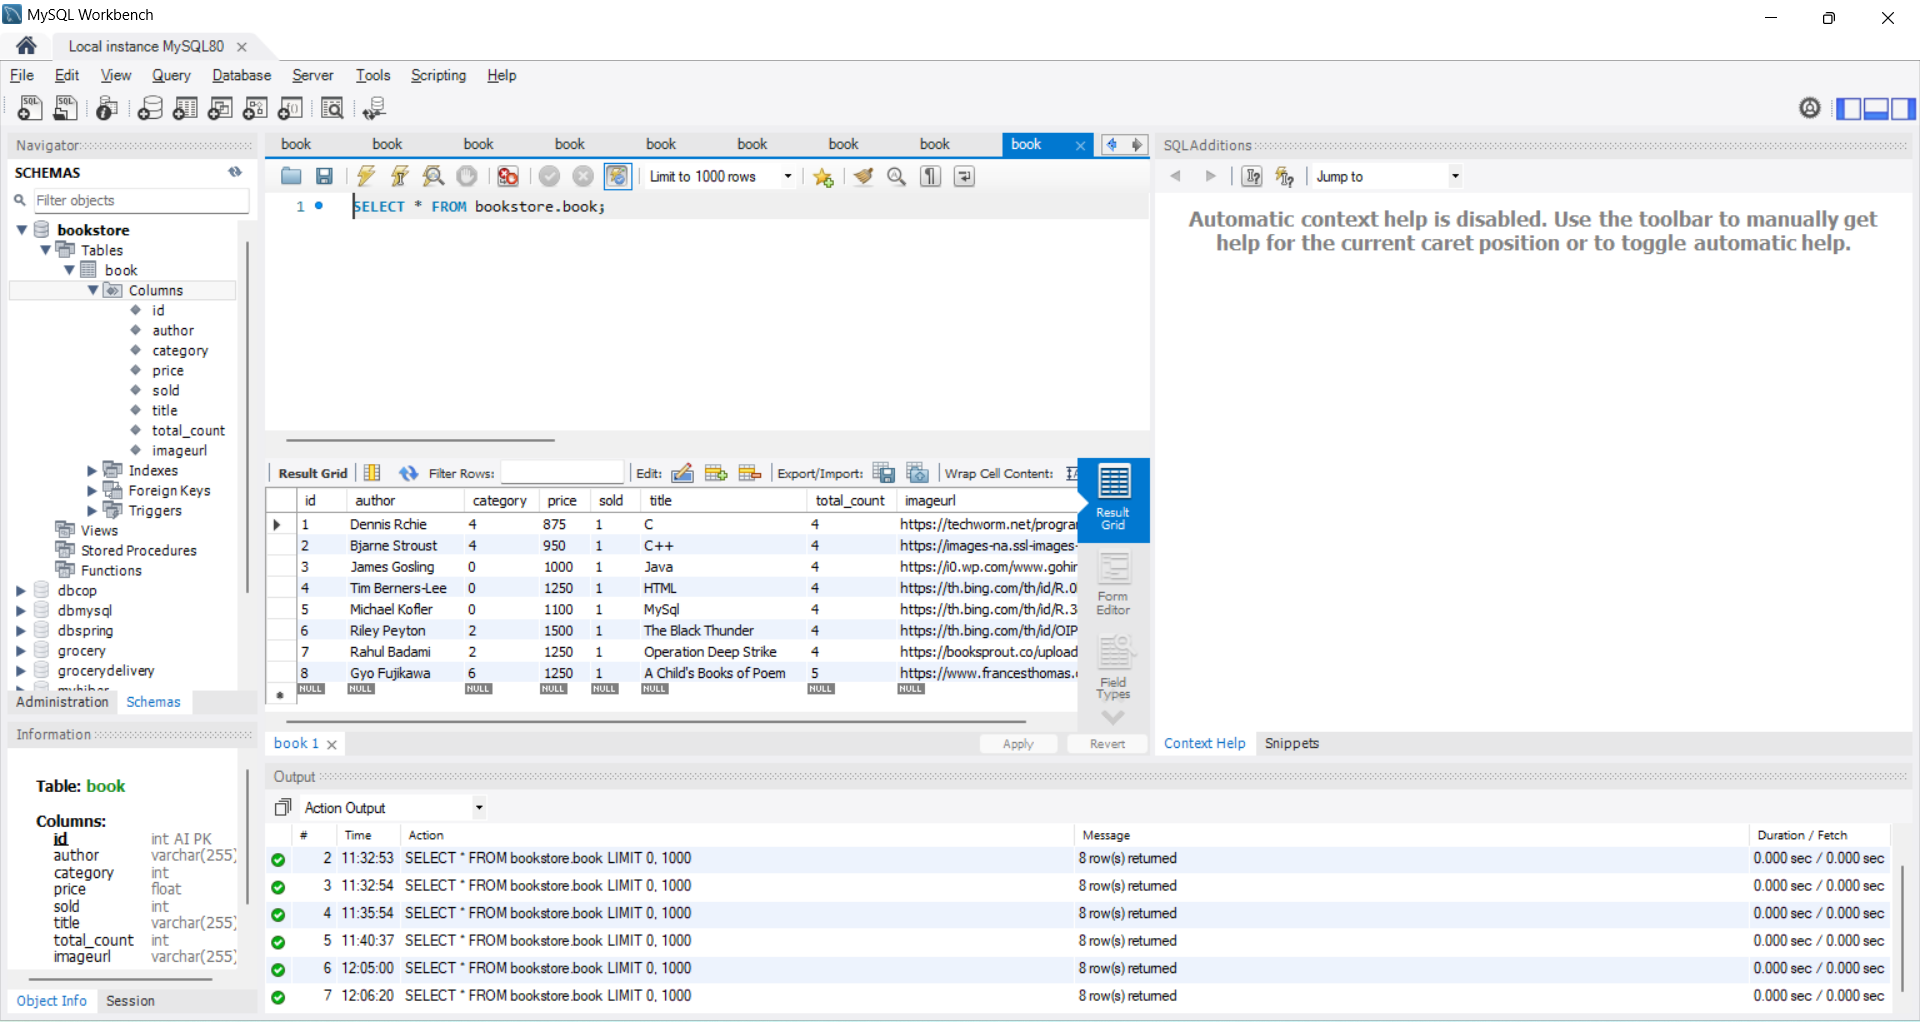 MySQL Workbench
Local instance MySQL80
File Edit View Query Database Server Tools Scripting Help
Navigator
SCHEMAS
Filter objects
bookstore
Tables
book
Columns
id
author
category
price
sold
title
total_count
imageurl
Indexes
Foreign Keys
Triggers
Views
Stored Procedures
Functions
dbcop
dbmysql
dbspring
grocery
grocerydelivery
Administration Schemas
Information
Table: book
Columns:
id int AI PK
author varchar(255)
category int
price float
sold int
title varchar(255)
total_count int
imageurl varchar(255)
Object Info Session
book book book book book book book book book
Limit to 1000 rows
1 SELECT * FROM bookstore.book;
Result Grid Filter Rows: Edit: Export/Import: Wrap Cell Content:
id author category price sold title total_count imageurl
1 Dennis Rchie 4 875 1 C 4 https://techworm.net/progra
2 Bjarne Stroust 4 950 1 C++ 4 https://images-na.ssl-images-
3 James Gosling 0 1000 1 Java 4 https://i0.wp.com/www.gohir
4 Tim Berners-Lee 0 1250 1 HTML 4 https://th.bing.com/th/id/R.0
5 Michael Kofler 0 1100 1 MySql 4 https://th.bing.com/th/id/R.3
6 Riley Peyton 2 1500 1 The Black Thunder 4 https://th.bing.com/th/id/OIP
7 Rahul Badami 2 1250 1 Operation Deep Strike 4 https://booksprout.co/upload
8 Gyo Fujikawa 6 1250 1 A Child's Books of Poem 5 https://www.francesthomas.
NULL NULL NULL NULL NULL NULL NULL NULL
Result Grid
Form Editor
Field Types
book 1 Apply Revert
SQLAdditions
Jump to
Automatic context help is disabled. Use the toolbar to manually get
help for the current caret position or to toggle automatic help.
Context Help Snippets
Output
Action Output
# Time Action Message Duration / Fetch
2 11:32:53 SELECT * FROM bookstore.book LIMIT 0, 1000 8 row(s) returned 0.000 sec / 0.000 sec
3 11:32:54 SELECT * FROM bookstore.book LIMIT 0, 1000 8 row(s) returned 0.000 sec / 0.000 sec
4 11:35:54 SELECT * FROM bookstore.book LIMIT 0, 1000 8 row(s) returned 0.000 sec / 0.000 sec
5 11:40:37 SELECT * FROM bookstore.book LIMIT 0, 1000 8 row(s) returned 0.000 sec / 0.000 sec
6 12:05:00 SELECT * FROM bookstore.book LIMIT 0, 1000 8 row(s) returned 0.000 sec / 0.000 sec
7 12:06:20 SELECT * FROM bookstore.book LIMIT 0, 1000 8 row(s) returned 0.000 sec / 0.000 sec